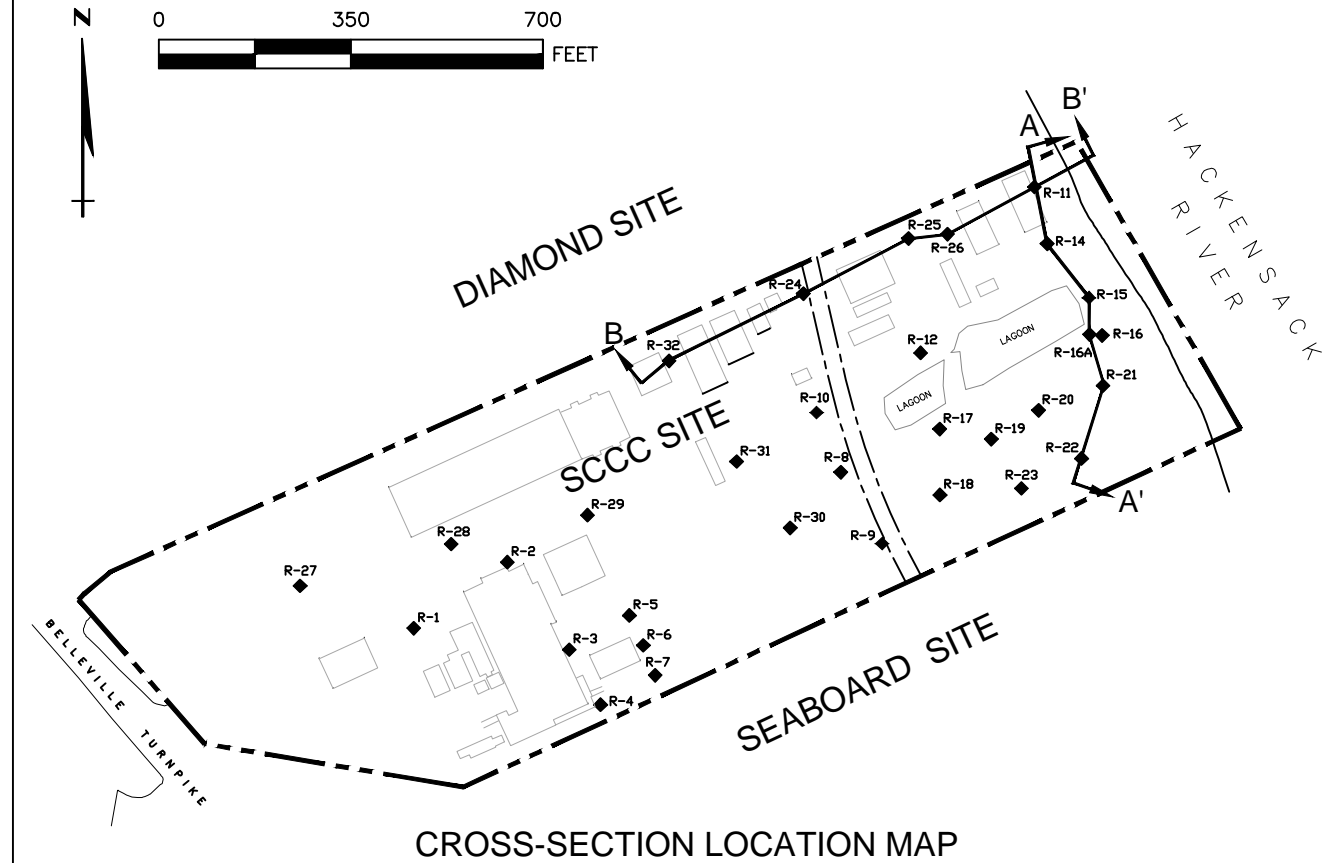 N
0 350 700
FEET
B'
A
HACKENSACK
RIVER
DIAMOND SITE
R-11
R-25
R-26
R-14
R-24
R-15
B
R-32
R-12
LAGOON
R-16
R-16A
R-21
LAGOON
R-10
R-20
R-17
R-19
SCCC SITE
R-31
R-8
R-22
R-18
R-23
A'
R-29
R-30
R-28
R-9
R-2
R-27
R-5
R-1
R-3
R-6
R-7
R-4
BELLEVILLE TURNPIKE
SEABOARD SITE
CROSS-SECTION LOCATION MAP